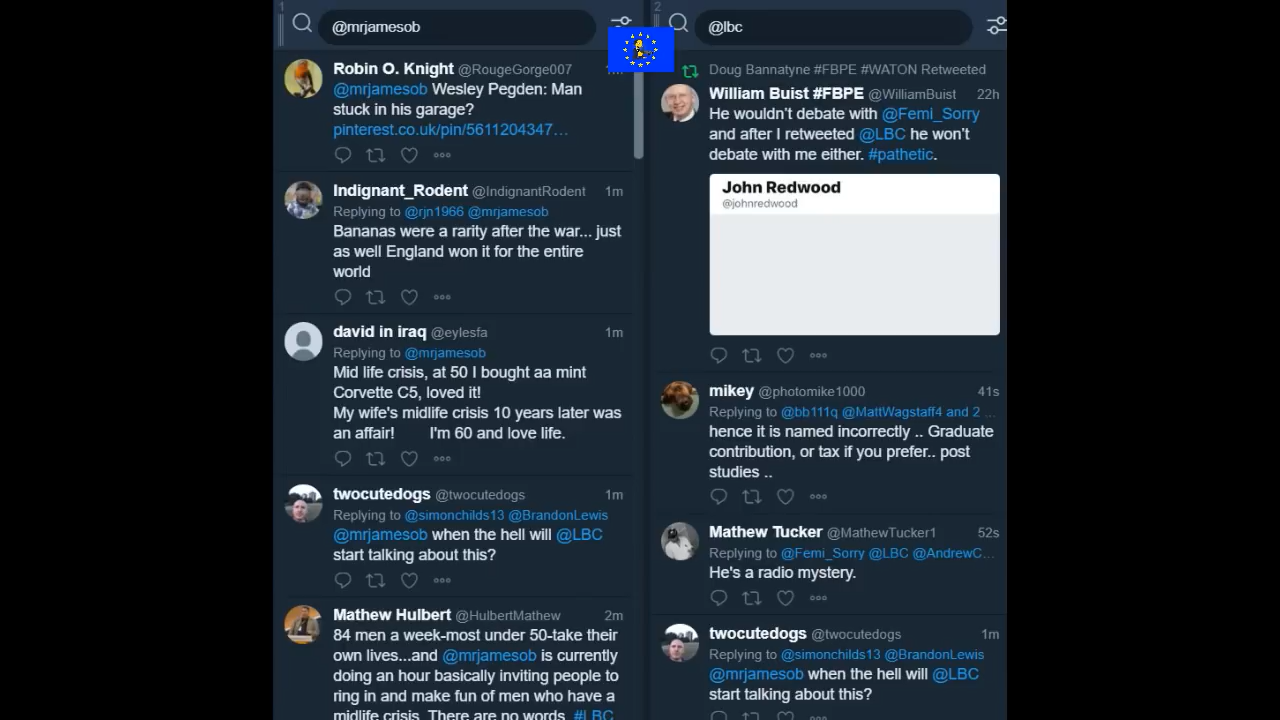 1
@mrjamesob
Robin O. Knight @RougeGorge007
@mrjamesob Wesley Pegden: Man
stuck in his garage?
pinterest.co.uk/pin/5611204347…
Indignant_Rodent @IndignantRodent 1m
Replying to @rjn1966 @mrjamesob
Bananas were a rarity after the war... just
as well England won it for the entire
world
david in iraq @eylesfa 1m
Replying to @mrjamesob
Mid life crisis, at 50 I bought aa mint
Corvette C5, loved it!
My wife's midlife crisis 10 years later was
an affair! I'm 60 and love life.
twocutedogs @twocutedogs 1m
Replying to @simonchilds13 @BrandonLewis
@mrjamesob when the hell will @LBC
start talking about this?
Mathew Hulbert @HulbertMathew 2m
84 men a week-most under 50-take their
own lives...and @mrjamesob is currently
doing an hour basically inviting people to
ring in and make fun of men who have a
midlife crisis. There are no words. #LBC
2
@lbc
Doug Bannatyne #FBPE #WATON Retweeted
William Buist #FBPE @WilliamBuist 22h
He wouldn't debate with @Femi_Sorry
and after I retweeted @LBC he won't
debate with me either. #pathetic.
John Redwood
@johnredwood
mikey @photomike1000 41s
Replying to @bb111q @MattWagstaff4 and 2 ...
hence it is named incorrectly .. Graduate
contribution, or tax if you prefer.. post
studies ..
Mathew Tucker @MathewTucker1 52s
Replying to @Femi_Sorry @LBC @AndrewC...
He's a radio mystery.
twocutedogs @twocutedogs 1m
Replying to @simonchilds13 @BrandonLewis
@mrjamesob when the hell will @LBC
start talking about this?